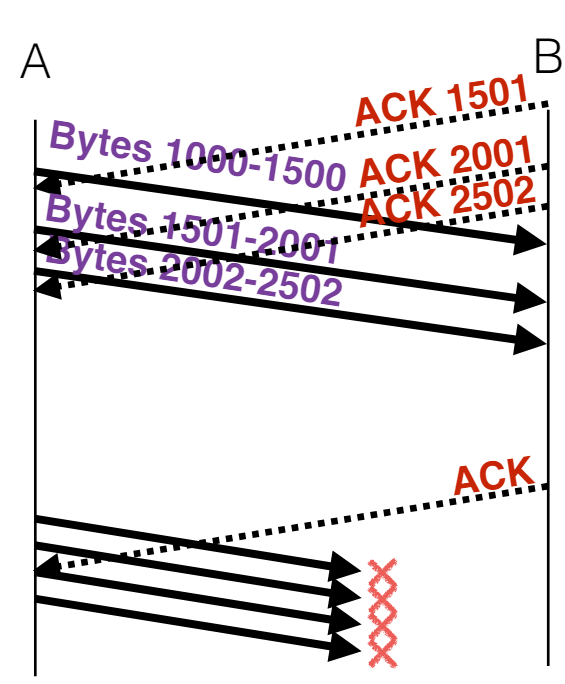 A
B
ACK 1501
Bytes 1000-1500
ACK 2001
ACK 2502
Bytes 1501-2001
Bytes 2002-2502
ACK